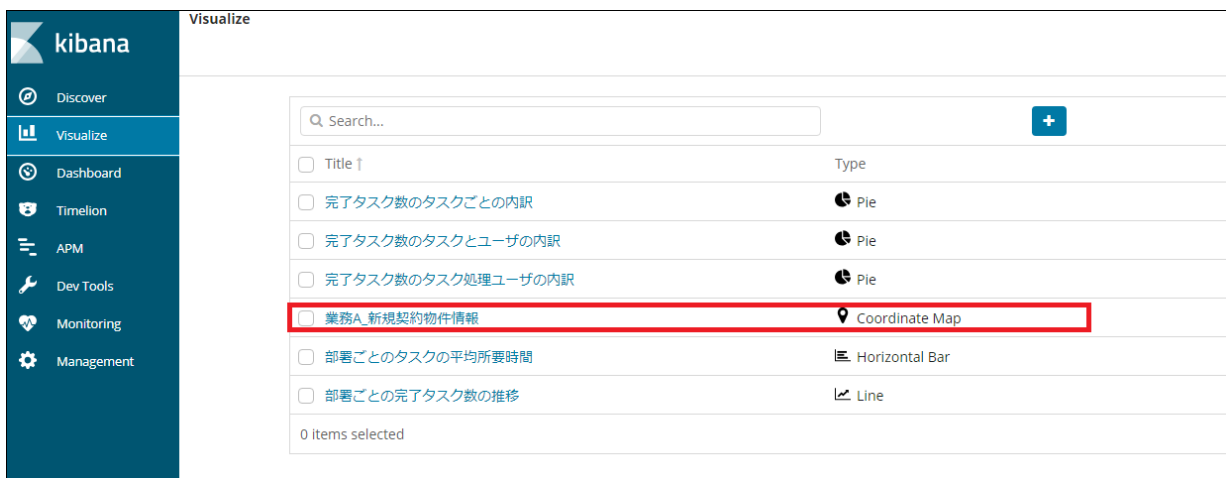 kibana
Discover
Visualize
Dashboard
Timelion
APM
Dev Tools
Monitoring
Management
Visualize
Search...
Title Type
完了タスク数のタスクごとの内訳 Pie
完了タスク数のタスクとユーザの内訳 Pie
完了タスク数のタスク処理ユーザの内訳 Pie
業務A_新規契約物件情報 Coordinate Map
部署ごとのタスクの平均所要時間 Horizontal Bar
部署ごとの完了タスク数の推移 Line
0 items selected